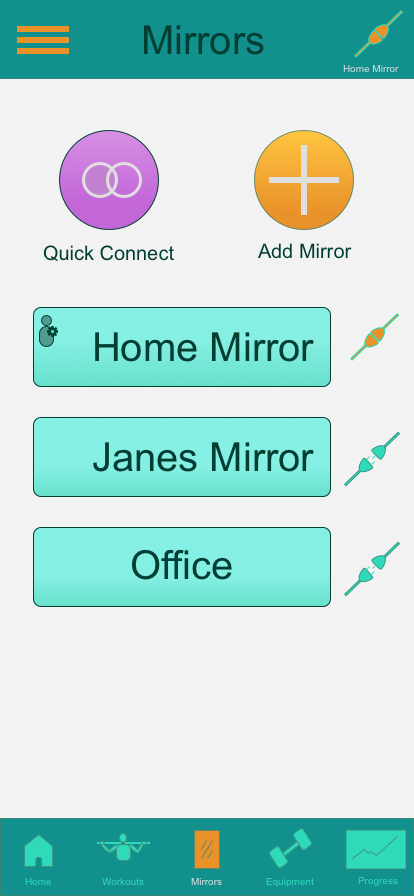 Mirrors
Home Mirror
Quick Connect
Add Mirror
Home Mirror
Janes Mirror
Office
Home
Workouts
Mirrors
Equipment
Progress